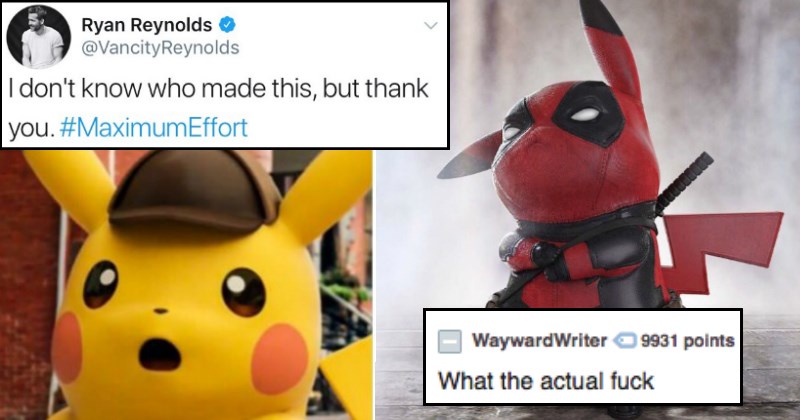 Ryan Reynolds
@VancityReynolds
I don't know who made this, but thank
you. #MaximumEffort
WaywardWriter 9931 points
What the actual fuck